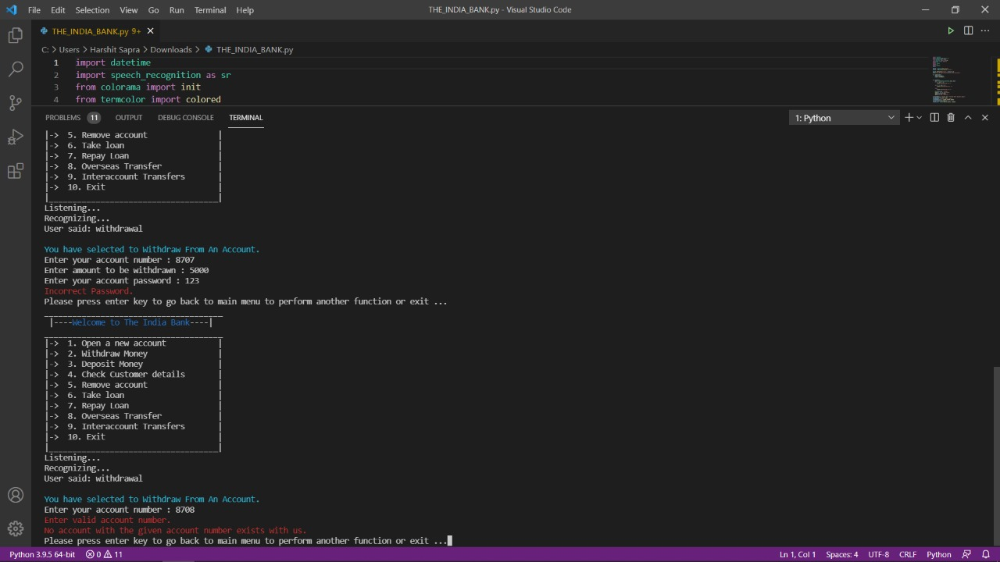 File Edit Selection View Go Run Terminal Help THE_INDIA_BANK.py - Visual Studio Code
THE_INDIA_BANK.py 9+
C: > Users > Harshit Sapra > Downloads > THE_INDIA_BANK.py
1 import datetime
2 import speech_recognition as sr
3 from colorama import init
4 from termcolor import colored
PROBLEMS 11 OUTPUT DEBUG CONSOLE TERMINAL 1: Python
|-> 5. Remove account |
|-> 6. Take loan |
|-> 7. Repay Loan |
|-> 8. Overseas Transfer |
|-> 9. Interaccount Transfers |
|-> 10. Exit |
|____________________________________|
Listening...
Recognizing...
User said: withdrawal
You have selected to Withdraw From An Account.
Enter your account number : 8707
Enter amount to be withdrawn : 5000
Enter your account password : 123
Incorrect Password.
Please press enter key to go back to main menu to perform another function or exit ...
______________________________________
|----Welcome to The India Bank----|
______________________________________
|-> 1. Open a new account |
|-> 2. Withdraw Money |
|-> 3. Deposit Money |
|-> 4. Check Customer details |
|-> 5. Remove account |
|-> 6. Take loan |
|-> 7. Repay Loan |
|-> 8. Overseas Transfer |
|-> 9. Interaccount Transfers |
|-> 10. Exit |
|____________________________________|
Listening...
Recognizing...
User said: withdrawal
You have selected to Withdraw From An Account.
Enter your account number : 8708
Enter valid account number.
No account with the given account number exists with us.
Please press enter key to go back to main menu to perform another function or exit ...
Python 3.9.5 64-bit 0 11 Ln 1, Col 1 Spaces: 4 UTF-8 CRLF Python